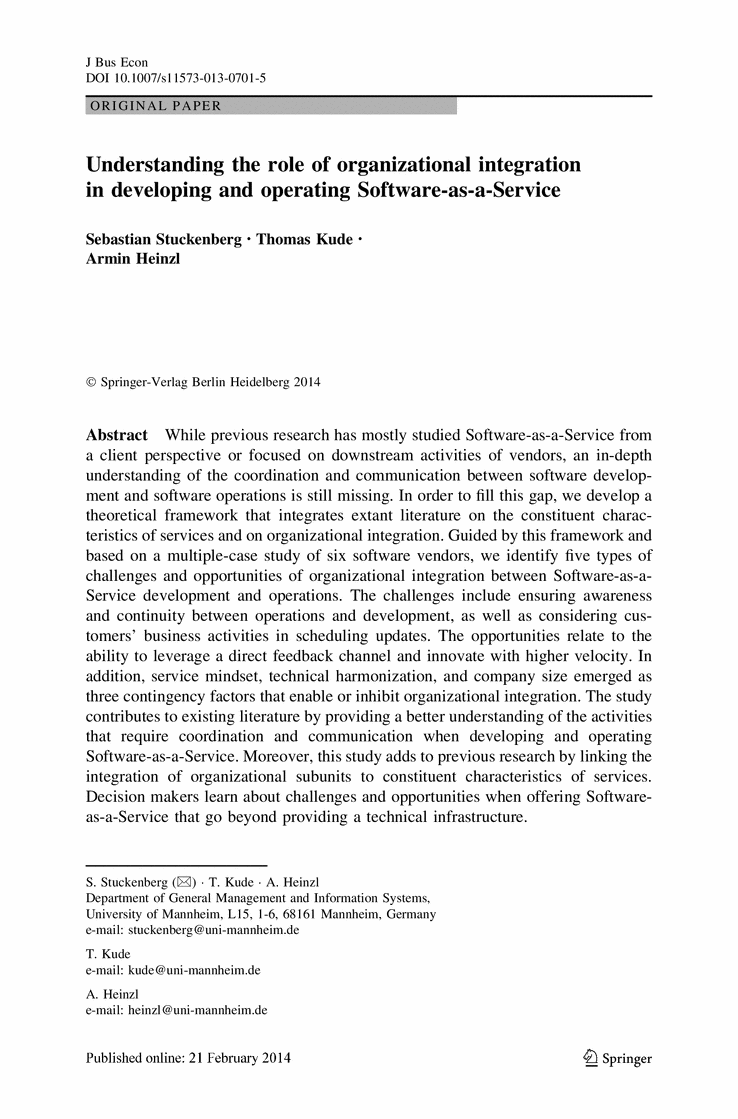 J Bus Econ
DOI 10.1007/s11573-013-0701-5
ORIGINAL PAPER
Understanding the role of organizational integration
in developing and operating Software-as-a-Service
Sebastian Stuckenberg · Thomas Kude ·
Armin Heinzl
© Springer-Verlag Berlin Heidelberg 2014
Abstract While previous research has mostly studied Software-as-a-Service from
a client perspective or focused on downstream activities of vendors, an in-depth
understanding of the coordination and communication between software develop-
ment and software operations is still missing. In order to fill this gap, we develop a
theoretical framework that integrates extant literature on the constituent charac-
teristics of services and on organizational integration. Guided by this framework and
based on a multiple-case study of six software vendors, we identify five types of
challenges and opportunities of organizational integration between Software-as-a-
Service development and operations. The challenges include ensuring awareness
and continuity between operations and development, as well as considering cus-
tomers' business activities in scheduling updates. The opportunities relate to the
ability to leverage a direct feedback channel and innovate with higher velocity. In
addition, service mindset, technical harmonization, and company size emerged as
three contingency factors that enable or inhibit organizational integration. The study
contributes to existing literature by providing a better understanding of the activities
that require coordination and communication when developing and operating
Software-as-a-Service. Moreover, this study adds to previous research by linking the
integration of organizational subunits to constituent characteristics of services.
Decision makers learn about challenges and opportunities when offering Software-
as-a-Service that go beyond providing a technical infrastructure.
S. Stuckenberg (✉) · T. Kude · A. Heinzl
Department of General Management and Information Systems,
University of Mannheim, L15, 1-6, 68161 Mannheim, Germany
e-mail: stuckenberg@uni-mannheim.de
T. Kude
e-mail: kude@uni-mannheim.de
A. Heinzl
e-mail: heinzl@uni-mannheim.de
Published online: 21 February 2014
Springer